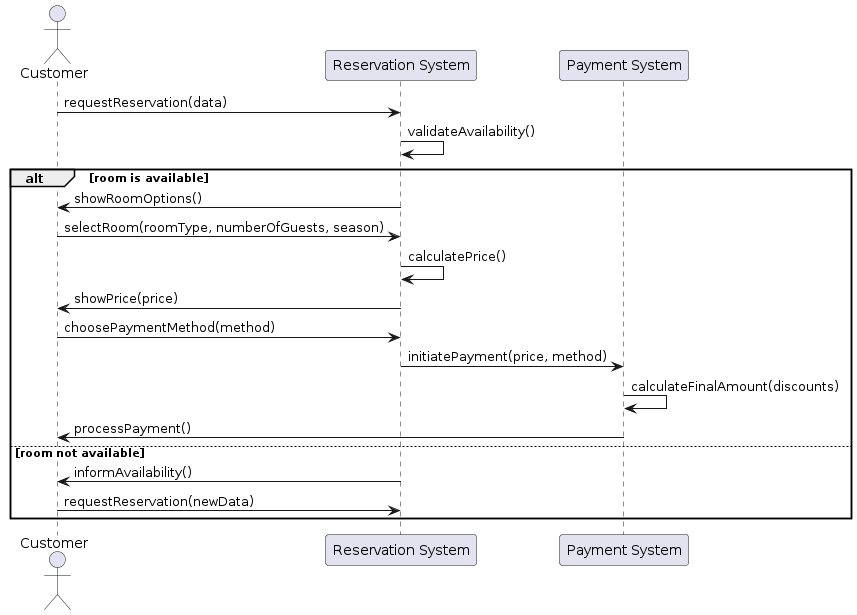 Customer
Reservation System
Payment System
requestReservation(data)
validateAvailability()
alt
[room is available]
showRoomOptions()
selectRoom(roomType, numberOfGuests, season)
calculatePrice()
showPrice(price)
choosePaymentMethod(method)
initiatePayment(price, method)
calculateFinalAmount(discounts)
processPayment()
[room not available]
informAvailability()
requestReservation(newData)
Customer
Reservation System
Payment System